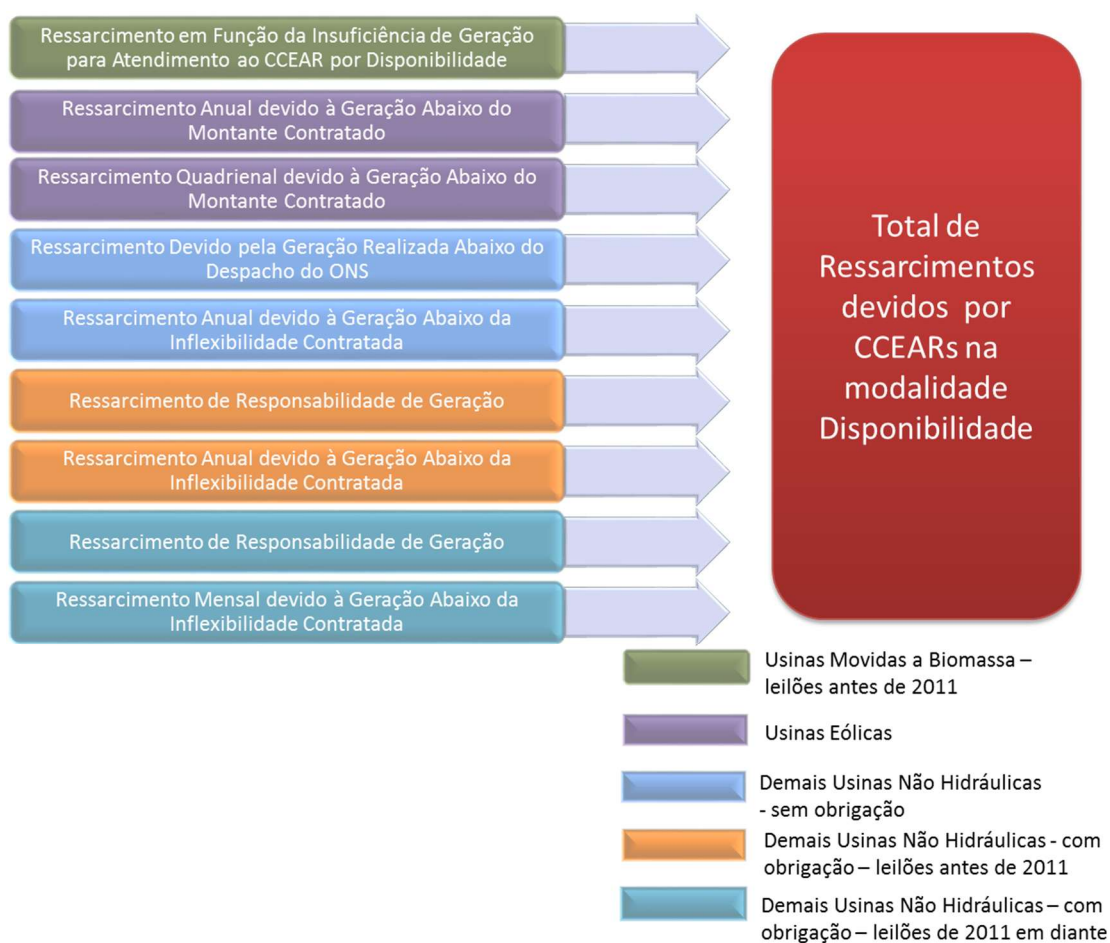 Ressarcimento em Função da Insuficiência de Geração
para Atendimento ao CCEAR por Disponibilidade
Ressarcimento Anual devido à Geração Abaixo do
Montante Contratado
Ressarcimento Quadrienal devido à Geração Abaixo do
Montante Contratado
Ressarcimento Devido pela Geração Realizada Abaixo do
Despacho do ONS
Ressarcimento Anual devido à Geração Abaixo da
Inflexibilidade Contratada
Ressarcimento de Responsabilidade de Geração
Ressarcimento Anual devido à Geração Abaixo da
Inflexibilidade Contratada
Ressarcimento de Responsabilidade de Geração
Ressarcimento Mensal devido à Geração Abaixo da
Inflexibilidade Contratada
Total de
Ressarcimentos
devidos por
CCEARs na
modalidade
Disponibilidade
Usinas Movidas a Biomassa –
leilões antes de 2011
Usinas Eólicas
Demais Usinas Não Hidráulicas
- sem obrigação
Demais Usinas Não Hidráulicas - com
obrigação – leilões antes de 2011
Demais Usinas Não Hidráulicas – com
obrigação – leilões de 2011 em diante